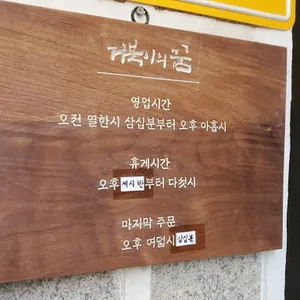 거북이의 꿈
영업시간
오전 열한시 삼십분부터 오후 아홉시
휴게시간
오후 세시 반부터 다섯시
마지막 주문
오후 여덟시 삼십분